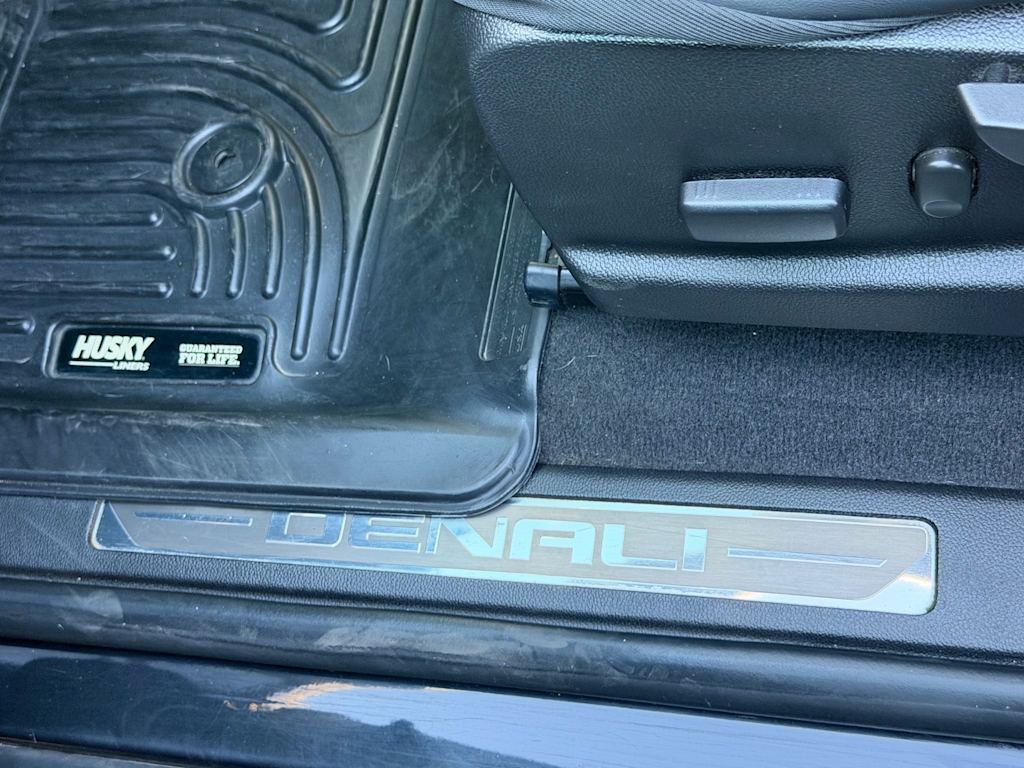 HUSKY
LINERS
GUARANTEED
FOR LIFE.
DENALI